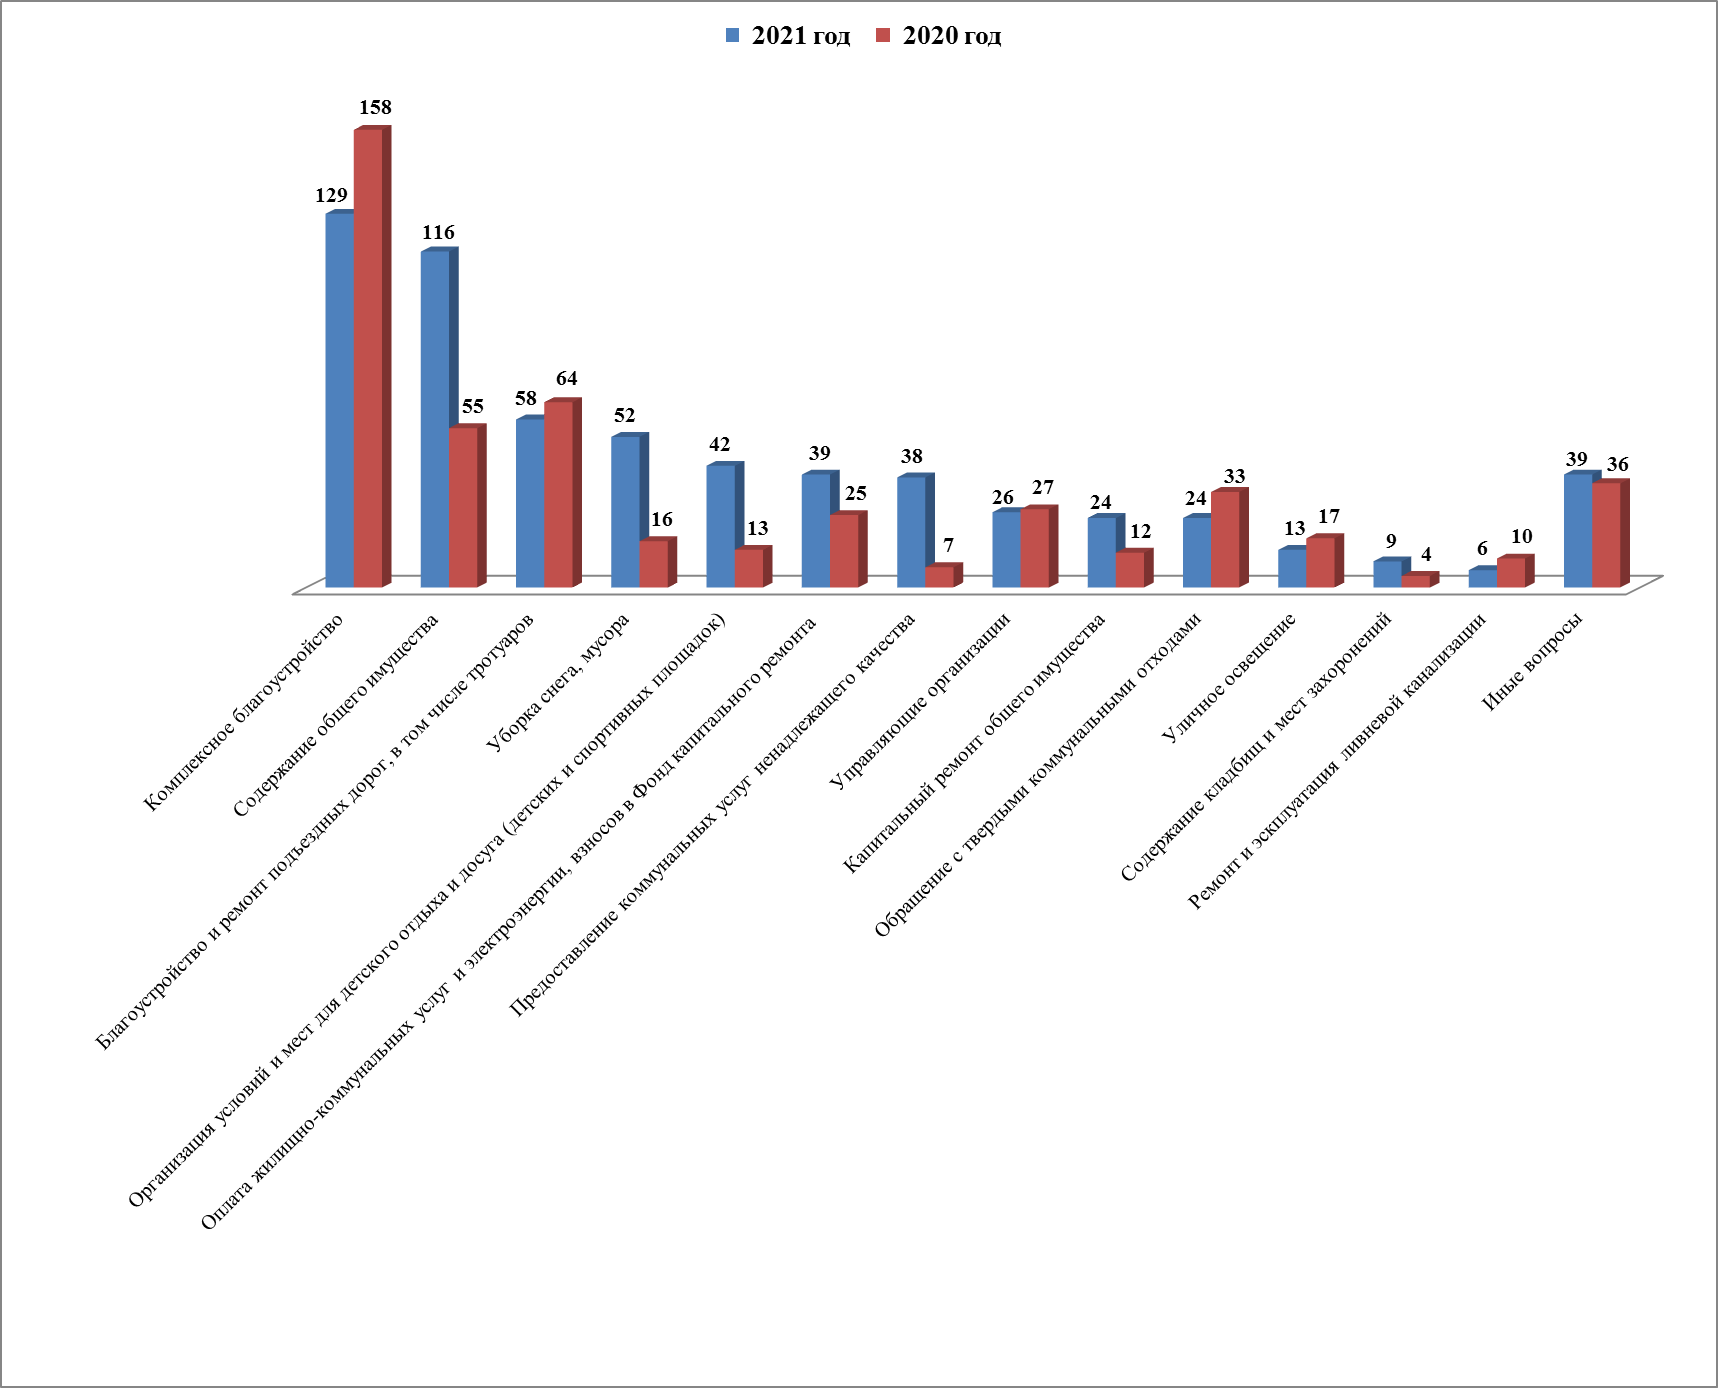 2021 год 2020 год
158
129
116
55
58
64
52
16
42
13
39
25
38
7
26
27
24
12
24
33
13
17
9
4
6
10
39
36
Комплексное благоустройство
Содержание общего имущества
Благоустройство и ремонт подъездных дорог, в том числе тротуаров
Уборка снега, мусора
Организация условий и мест для детского отдыха и досуга (детских и спортивных площадок)
Оплата жилищно-коммунальных услуг и электроэнергии, взносов в Фонд капитального ремонта
Предоставление коммунальных услуг ненадлежащего качества
Управляющие организации
Капитальный ремонт общего имущества
Обращение с твердыми коммунальными отходами
Уличное освещение
Содержание кладбищ и мест захоронений
Ремонт и эскплуатация ливневой канализации
Иные вопросы